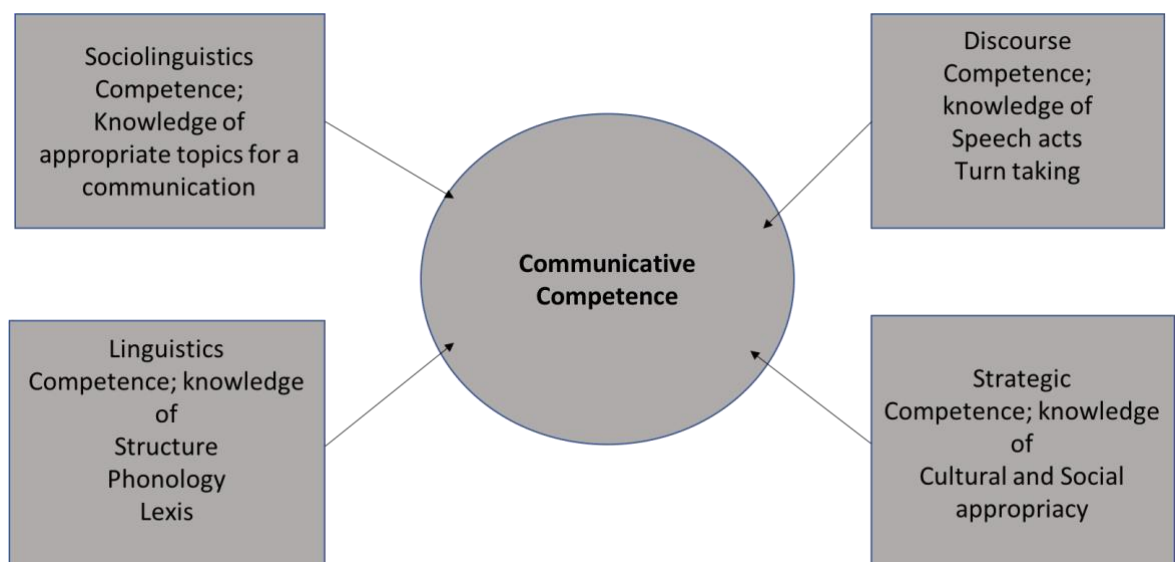 Sociolinguistics
Competence;
Knowledge of
appropriate topics for a
communication
Discourse
Competence;
knowledge of
Speech acts
Turn taking
Communicative
Competence
Linguistics
Competence; knowledge
of
Structure
Phonology
Lexis
Strategic
Competence; knowledge
of
Cultural and Social
appropriacy